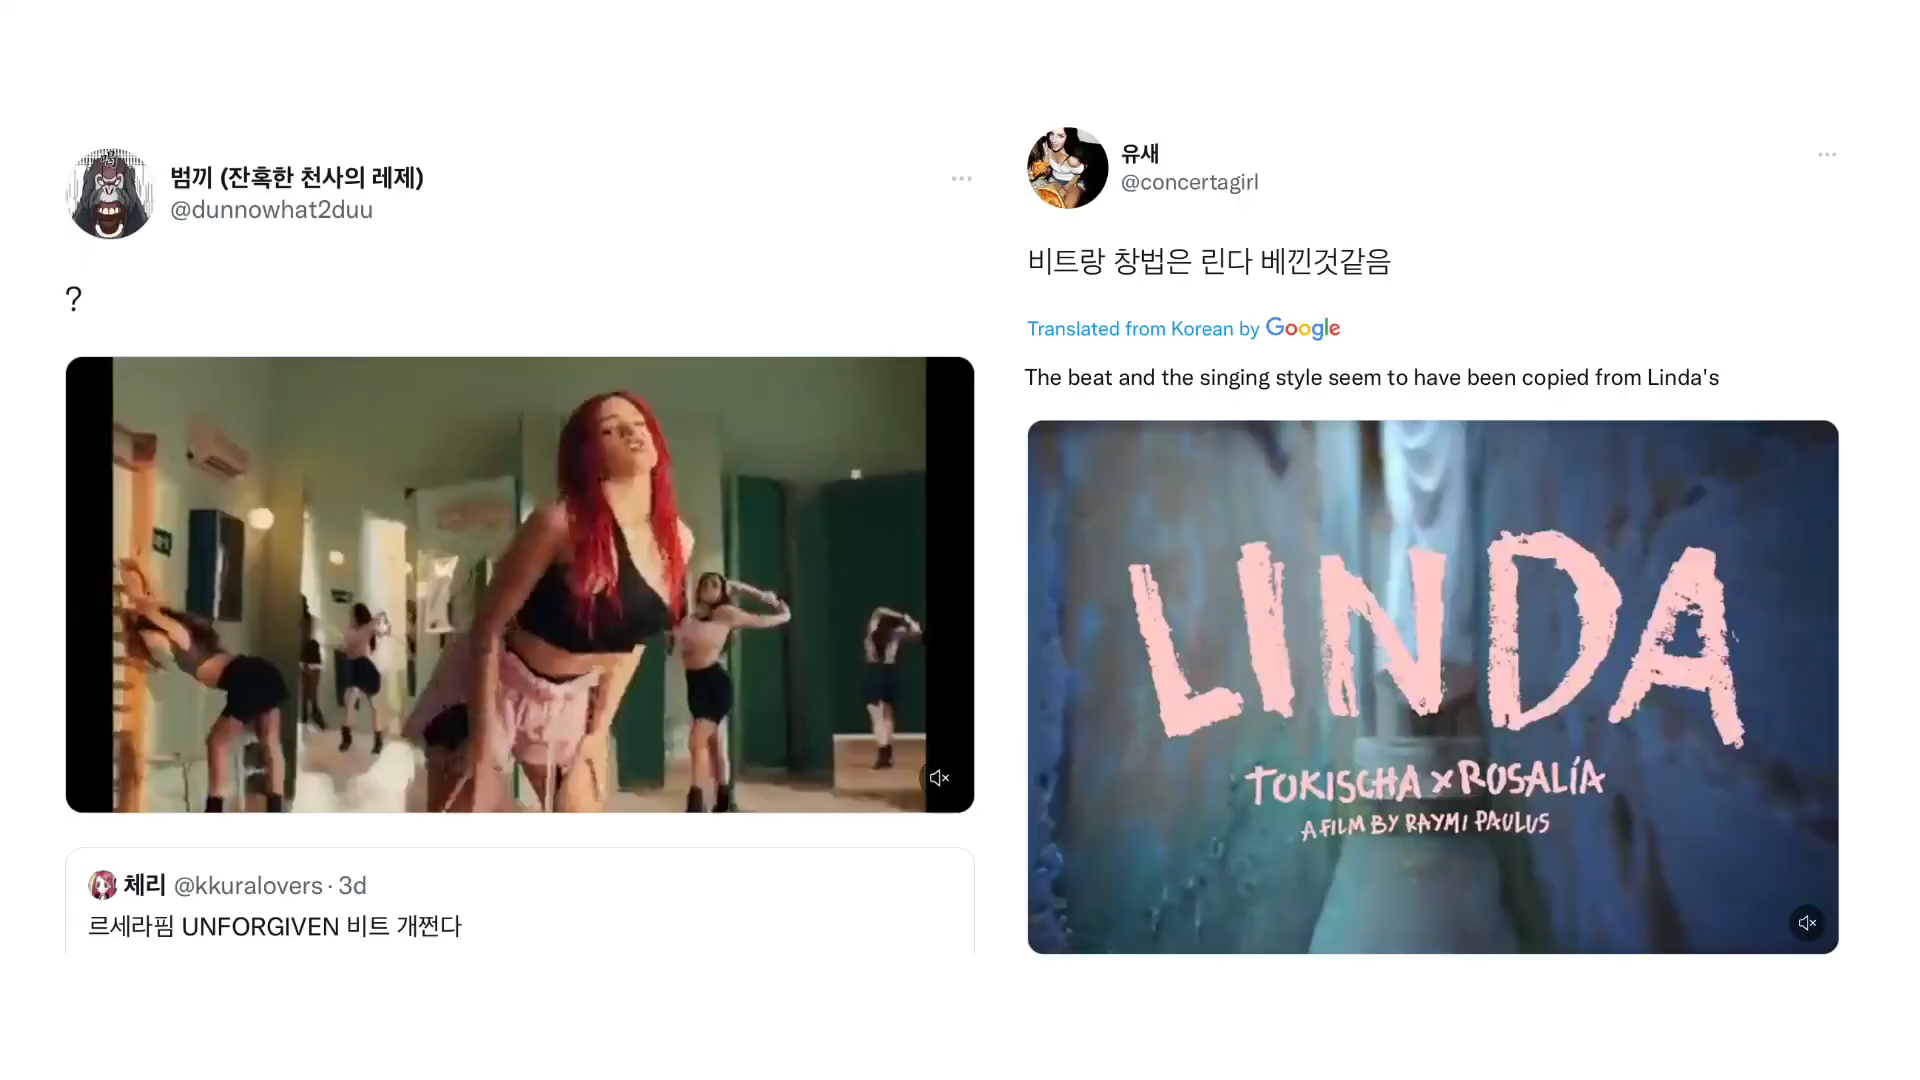 범끼 (잔혹한 천사의 레제)
@dunnowhat2duu
?
체리 @kkuralovers · 3d
르세라핌 UNFORGIVEN 비트 개쩐다
유새
@concertagirl
비트랑 창법은 린다 베낀것같음
Translated from Korean by Google
The beat and the singing style seem to have been copied from Linda's
LINDA
TOKISCHA x ROSALÍA
A FILM BY RAYMI PAULUS